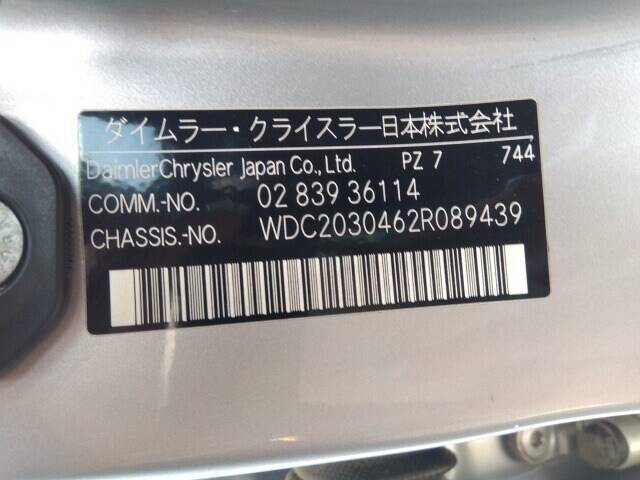 ダイムラー・クライスラー日本株式会社
DaimlerChrysler Japan Co., Ltd. PZ 7 744
COMM.-NO. 02 839 36114
CHASSIS.-NO. WDC2030462R089439